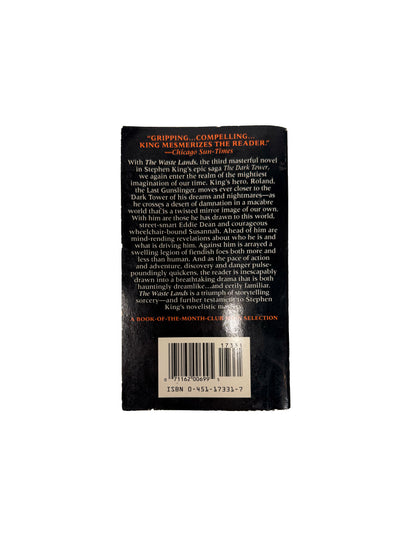 "GRIPPING...COMPELLING...
KING MESMERIZES THE READER."
—Chicago Sun-Times
With The Waste Lands, the third masterful novel
in Stephen King's epic saga The Dark Tower,
we again enter the realm of the mightiest
imagination of our time. King's hero, Roland,
the Last Gunslinger, moves ever closer to the
Dark Tower of his dreams and nightmares—as
he crosses a desert of damnation in a macabre
world that is a twisted mirror image of our own.
With him are those he has drawn to this world,
street-smart Eddie Dean and courageous
wheelchair-bound Susannah. Ahead of him are
mind-rending revelations about who he is and
what is driving him. Against him is arrayed a
swelling legion of fiendish foes both more and
less than human. And as the pace of action
and adventure, discovery and danger pulse-
poundingly quickens, the reader is inescapably
drawn into a breathtaking drama that is both
hauntingly dreamlike...and eerily familiar.
The Waste Lands is a triumph of storytelling
sorcery—and further testament to Stephen
King's novelistic
A BOOK-OF-THE-MONTH-CLUB SELECTION
17331
0 71162 00699 5
ISBN 0-451-17331-7